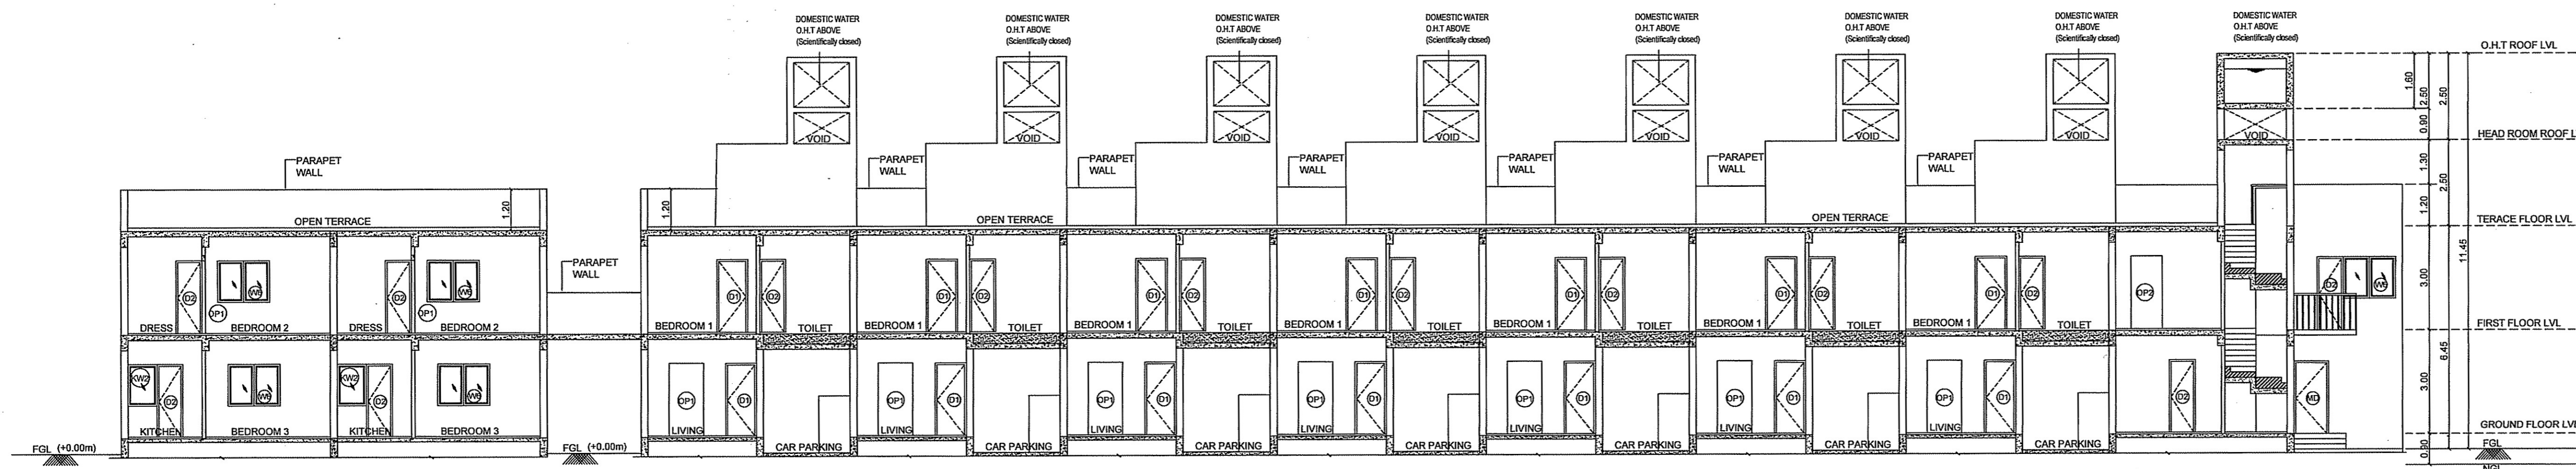 DOMESTIC WATER
O.H.T ABOVE
(Scientifically closed)
DOMESTIC WATER
O.H.T ABOVE
(Scientifically closed)
DOMESTIC WATER
O.H.T ABOVE
(Scientifically closed)
DOMESTIC WATER
O.H.T ABOVE
(Scientifically closed)
DOMESTIC WATER
O.H.T ABOVE
(Scientifically closed)
DOMESTIC WATER
O.H.T ABOVE
(Scientifically closed)
DOMESTIC WATER
O.H.T ABOVE
(Scientifically closed)
DOMESTIC WATER
O.H.T ABOVE
(Scientifically closed)
O.H.T ROOF LVL
1.60
2.50
2.50
0.90
VOID
VOID
VOID
VOID
VOID
VOID
VOID
VOID
HEAD ROOM ROOF L
PARAPET
WALL
PARAPET
WALL
PARAPET
WALL
PARAPET
WALL
PARAPET
WALL
PARAPET
WALL
PARAPET
WALL
1.30
2.50
1.20
1.20
1.20
OPEN TERRACE
OPEN TERRACE
OPEN TERRACE
TERACE FLOOR LVL
11.45
PARAPET
WALL
D2
W6
D2
W6
D1
D2
D1
D2
D1
D2
D1
D2
D1
D2
D1
D2
D1
D2
OP2
D2
W6
3.00
OP1
OP1
DRESS
BEDROOM 2
DRESS
BEDROOM 2
BEDROOM 1
TOILET
BEDROOM 1
TOILET
BEDROOM 1
TOILET
BEDROOM 1
TOILET
BEDROOM 1
TOILET
BEDROOM 1
TOILET
BEDROOM 1
TOILET
FIRST FLOOR LVL
6.45
KW2
D2
W6
KW2
D2
W6
OP1
D1
OP1
D1
OP1
D1
OP1
D1
OP1
D1
OP1
D1
OP1
D1
D2
MD
3.00
KITCHEN
BEDROOM 3
KITCHEN
BEDROOM 3
LIVING
LIVING
LIVING
LIVING
LIVING
LIVING
LIVING
GROUND FLOOR LVL
CAR PARKING
CAR PARKING
CAR PARKING
CAR PARKING
CAR PARKING
CAR PARKING
CAR PARKING
FGL (+0.00m)
FGL (+0.00m)
0.90
FGL
NGL